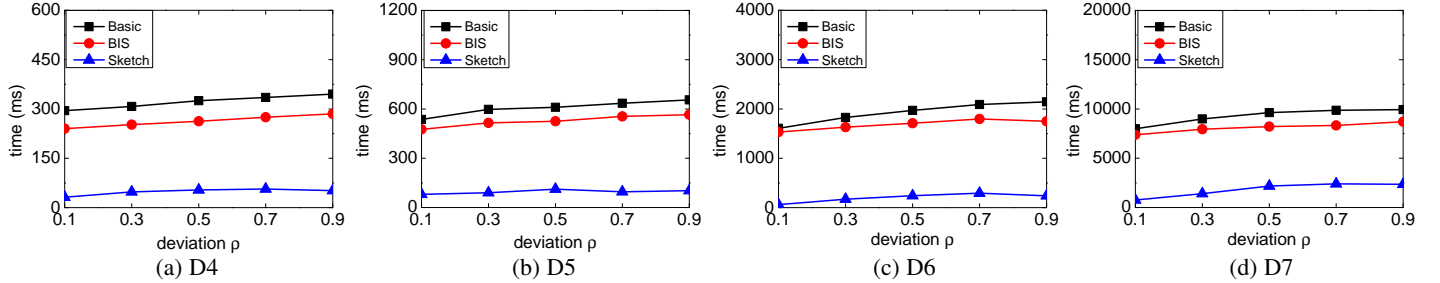 600
450
300
150
0
time (ms)
Basic
BIS
Sketch
0.1 0.3 0.5 0.7 0.9
deviation ρ
(a) D4
1200
900
600
300
0
time (ms)
Basic
BIS
Sketch
0.1 0.3 0.5 0.7 0.9
deviation ρ
(b) D5
4000
3000
2000
1000
0
time (ms)
Basic
BIS
Sketch
0.1 0.3 0.5 0.7 0.9
deviation ρ
(c) D6
20000
15000
10000
5000
0
time (ms)
Basic
BIS
Sketch
0.1 0.3 0.5 0.7 0.9
deviation ρ
(d) D7